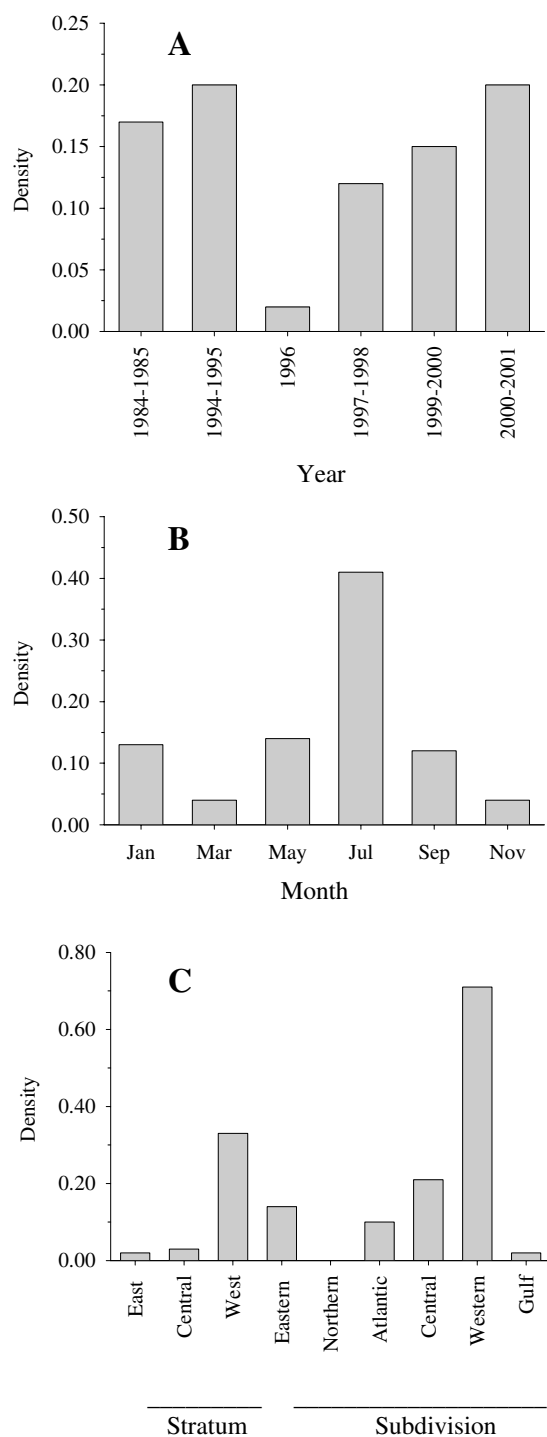 A
0.25
0.20
0.15
0.10
0.05
0.00
Density
1984-1985
1994-1995
1996
1997-1998
1999-2000
2000-2001
Year
B
0.50
0.40
0.30
0.20
0.10
0.00
Density
Jan Mar May Jul Sep Nov
Month
C
0.80
0.60
0.40
0.20
0.00
Density
East
Central
West
Eastern
Northern
Atlantic
Central
Western
Gulf
Stratum Subdivision